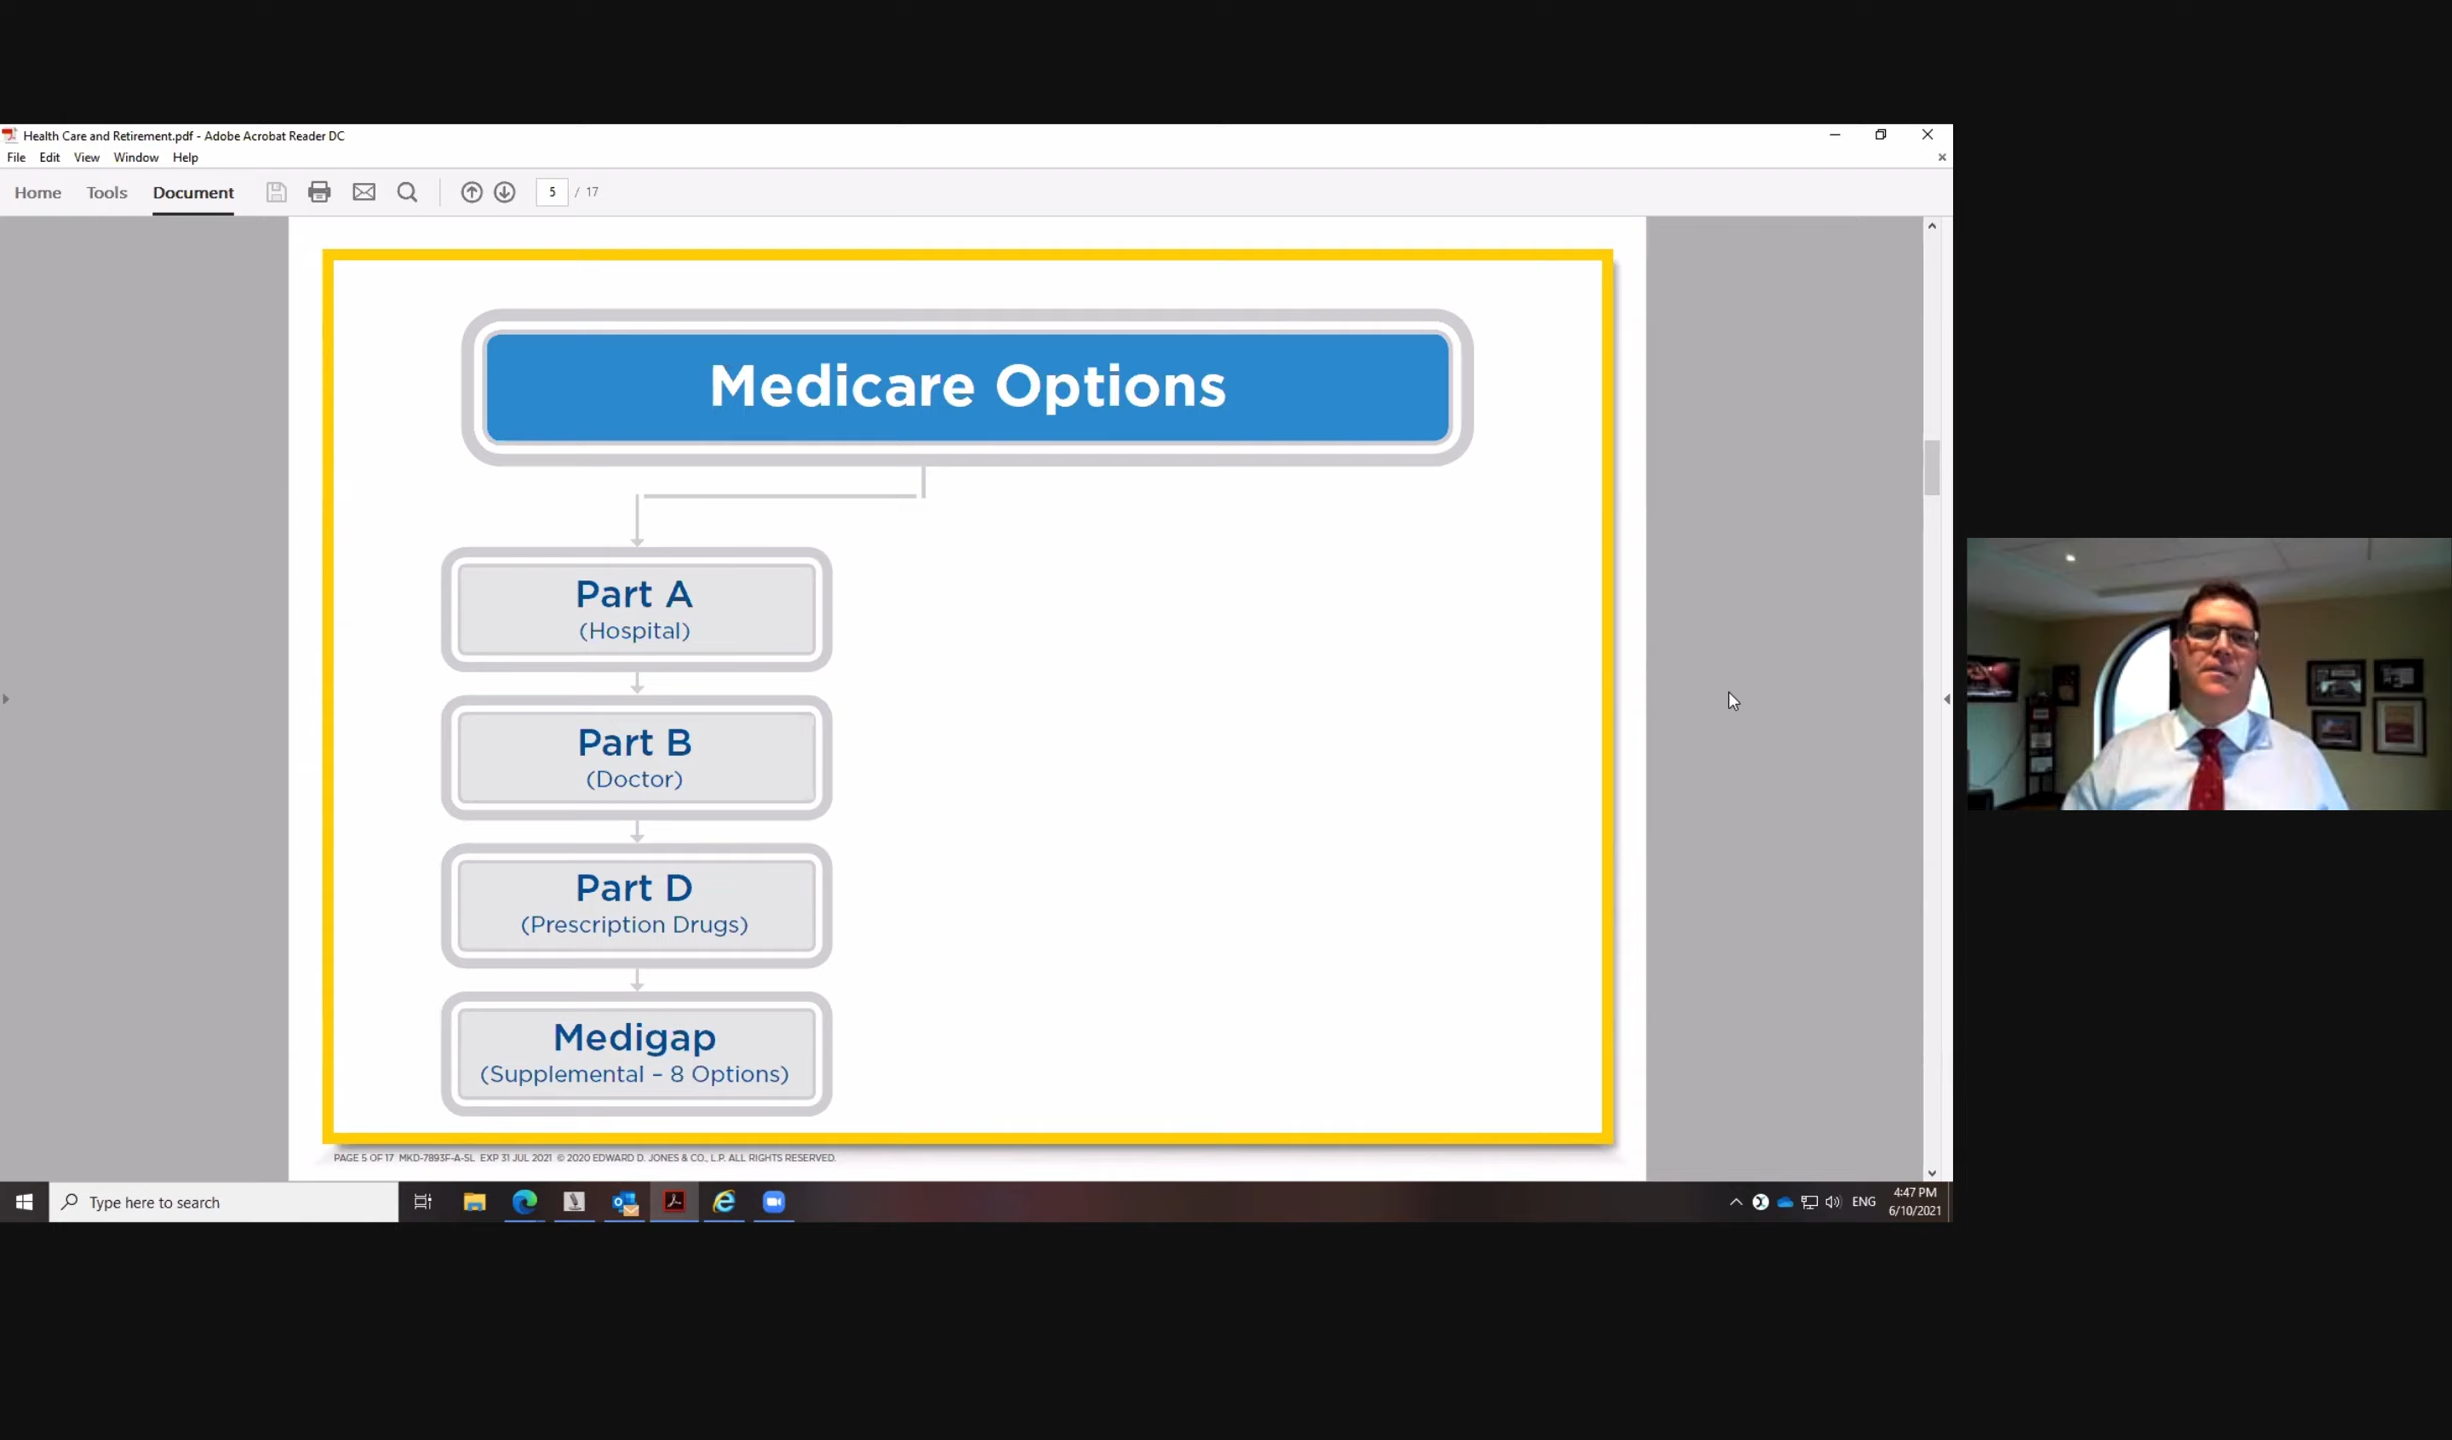 Health Care and Retirement.pdf - Adobe Acrobat Reader DC
File Edit View Window Help
Home Tools Document 5 / 17
Medicare Options
Part A
(Hospital)
Part B
(Doctor)
Part D
(Prescription Drugs)
Medigap
(Supplemental – 8 Options)
PAGE 5 OF 17 MKD-7893F-A-SL EXP 31 JUL 2021 © 2020 EDWARD D. JONES & CO., L.P. ALL RIGHTS RESERVED.
Type here to search
ENG
4:47 PM
6/10/2021